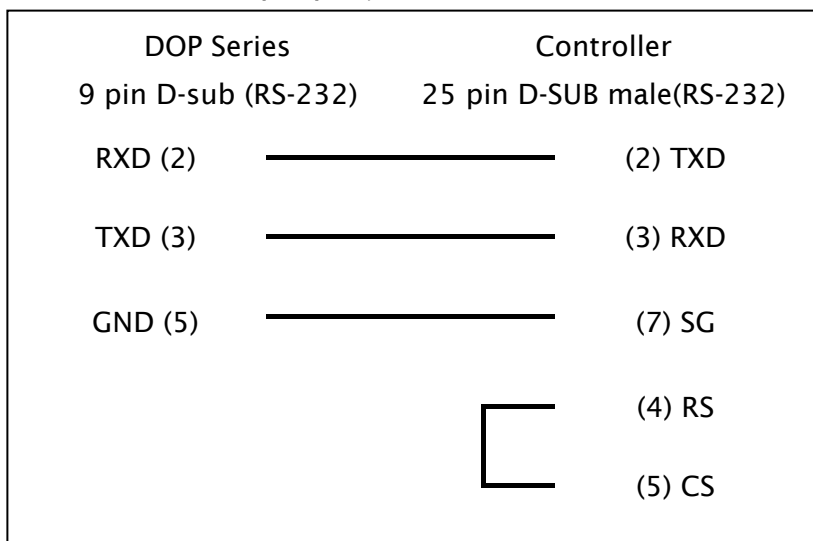 DOP Series Controller
9 pin D-sub (RS-232) 25 pin D-SUB male(RS-232)
RXD (2) (2) TXD
TXD (3) (3) RXD
GND (5) (7) SG
(4) RS
(5) CS